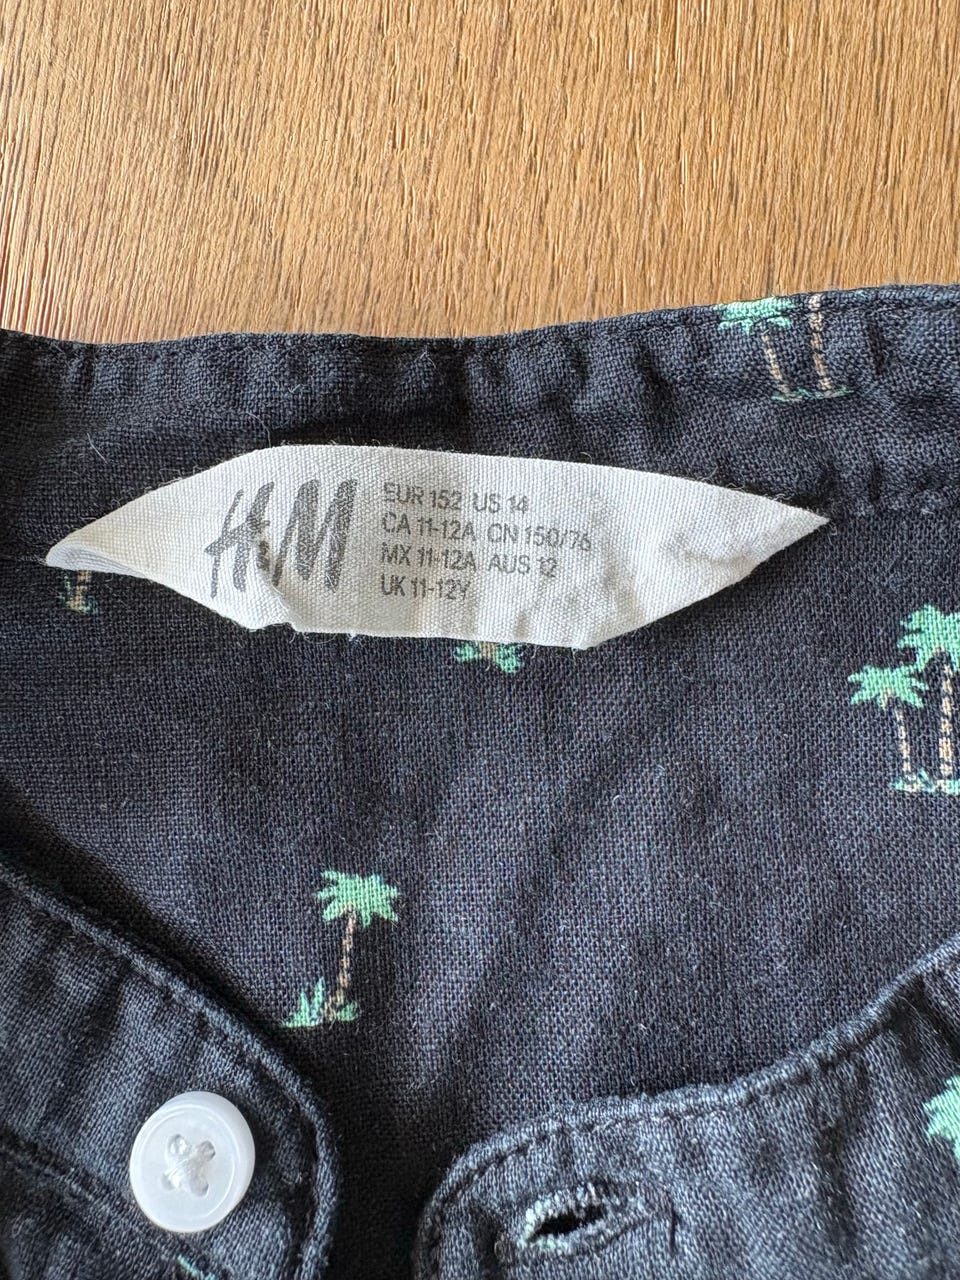 H&M
EUR 152 US 14
CA 11-12A CN 150/76
MX 11-12A AUS 12
UK 11-12Y